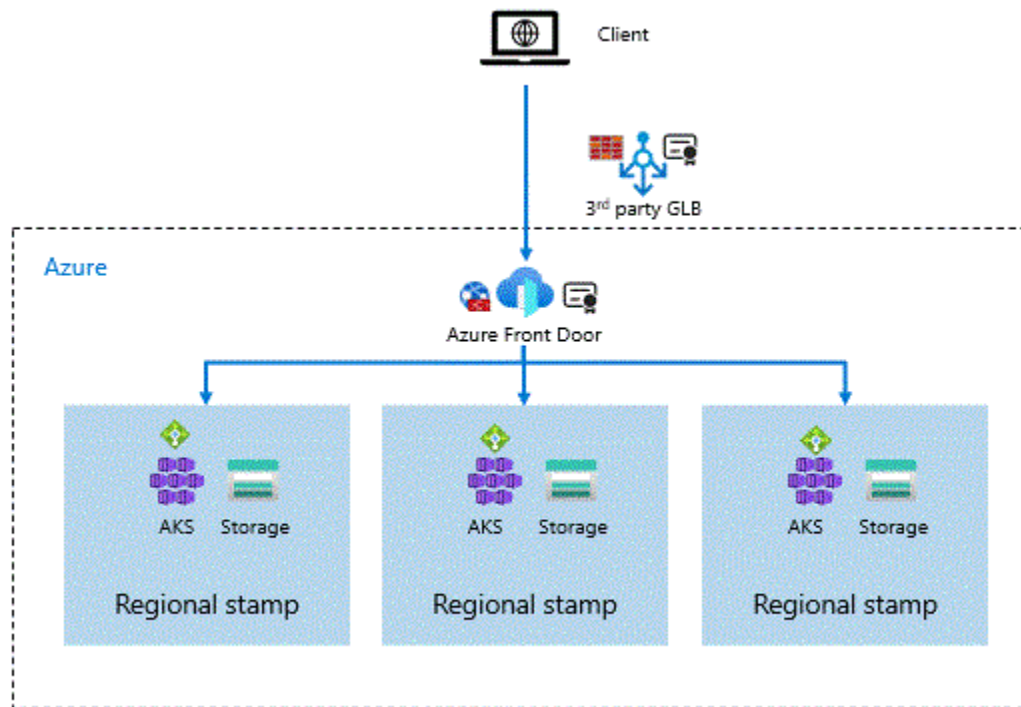 Client
3rd party GLB
Azure
Azure Front Door
AKS Storage
AKS Storage
AKS Storage
Regional stamp
Regional stamp
Regional stamp